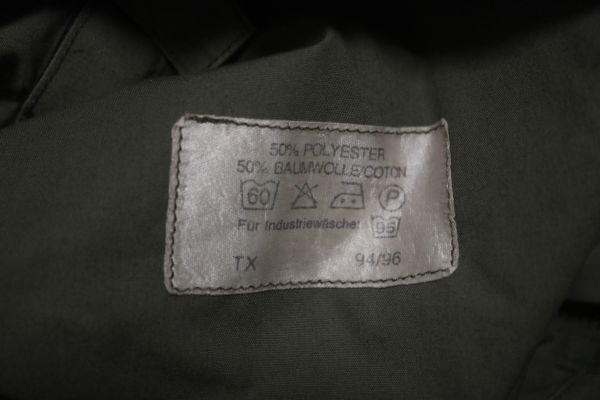 50% POLYESTER
50% BAUMWOLLE/COTON
60 P
Für Industriewäsche: 95
TX 94/96